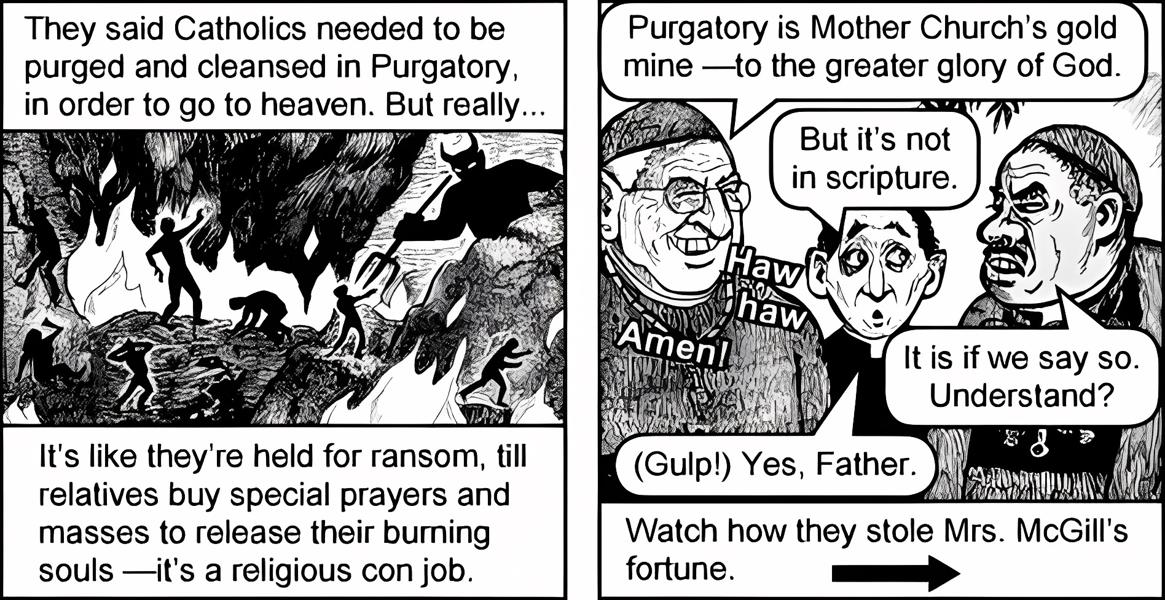 They said Catholics needed to be
purged and cleansed in Purgatory,
in order to go to heaven. But really...
It's like they're held for ransom, till
relatives buy special prayers and
masses to release their burning
souls —it's a religious con job.
Purgatory is Mother Church's gold
mine —to the greater glory of God.
But it's not
in scripture.
Haw
haw
Amen!
It is if we say so.
Understand?
(Gulp!) Yes, Father.
Watch how they stole Mrs. McGill's
fortune.